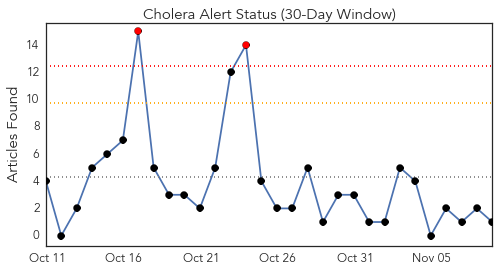 Cholera Alert Status (30-Day Window)
Articles Found
14
12
10
8
6
4
2
0
Oct 11 Oct 16 Oct 21 Oct 26 Oct 31 Nov 05